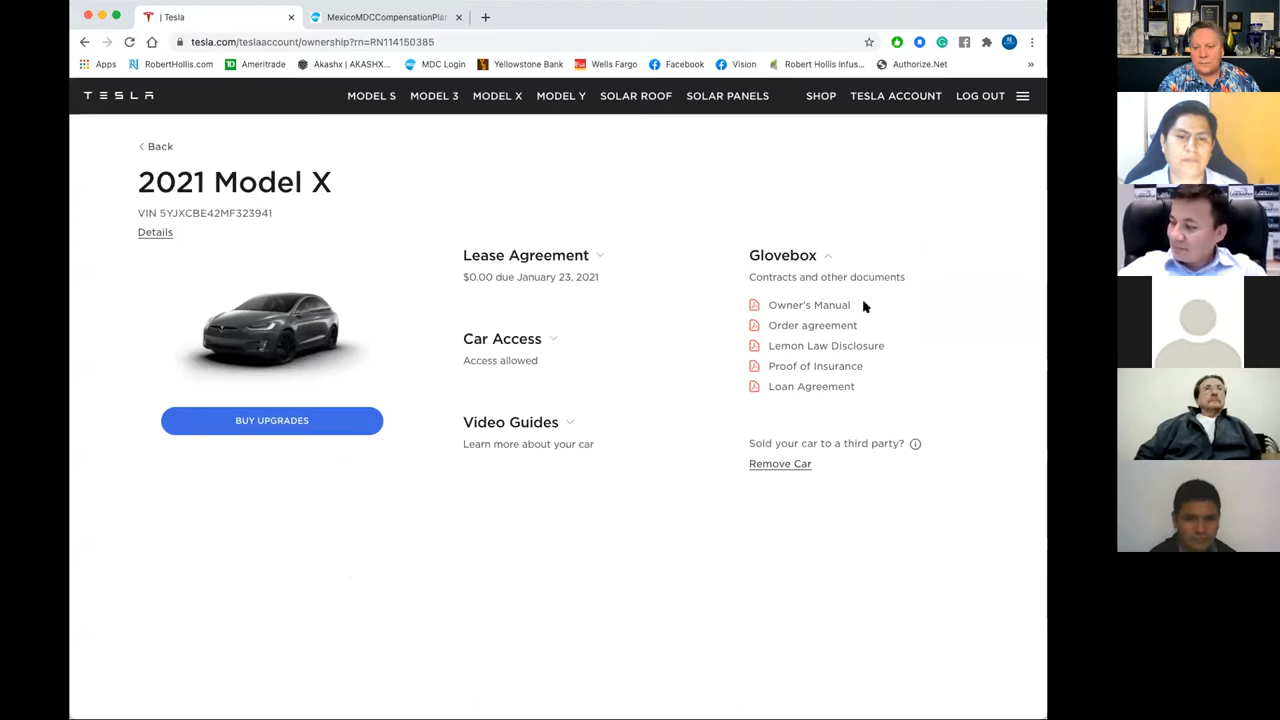 | Tesla
MexicoMDCCompensationPla
tesla.com/teslaaccount/ownership?rn=RN114150385
Apps RobertHollis.com Ameritrade Akashx | AKASHX... MDC Login Yellowstone Bank Wells Fargo Facebook Vision Robert Hollis Infus... Authorize.Net »
TESLA MODEL S MODEL 3 MODEL X MODEL Y SOLAR ROOF SOLAR PANELS SHOP TESLA ACCOUNT LOG OUT
Back
2021 Model X
VIN 5YJXCBE42MF323941
Details
BUY UPGRADES
Lease Agreement
$0.00 due January 23, 2021
Car Access
Access allowed
Video Guides
Learn more about your car
Glovebox
Contracts and other documents
Owner's Manual
Order agreement
Lemon Law Disclosure
Proof of Insurance
Loan Agreement
Sold your car to a third party?
Remove Car